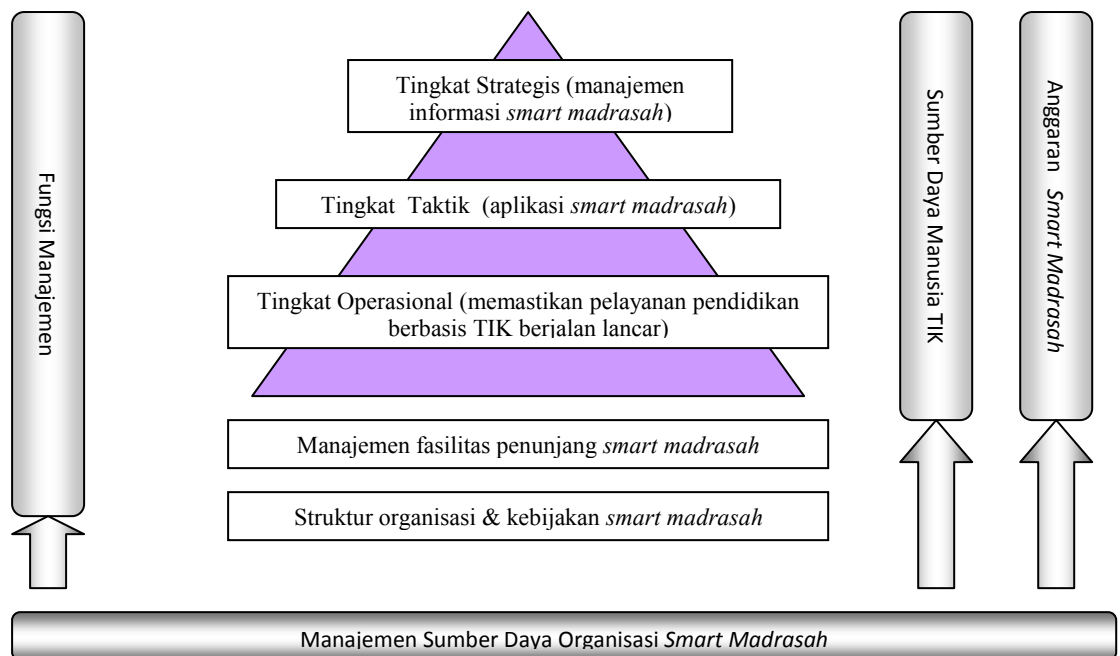 Fungsi Manajemen
Tingkat Strategis (manajemen
informasi smart madrasah)
Tingkat Taktik (aplikasi smart madrasah)
Tingkat Operasional (memastikan pelayanan pendidikan
berbasis TIK berjalan lancar)
Manajemen fasilitas penunjang smart madrasah
Struktur organisasi & kebijakan smart madrasah
Sumber Daya Manusia TIK
Anggaran Smart Madrasah
Manajemen Sumber Daya Organisasi Smart Madrasah